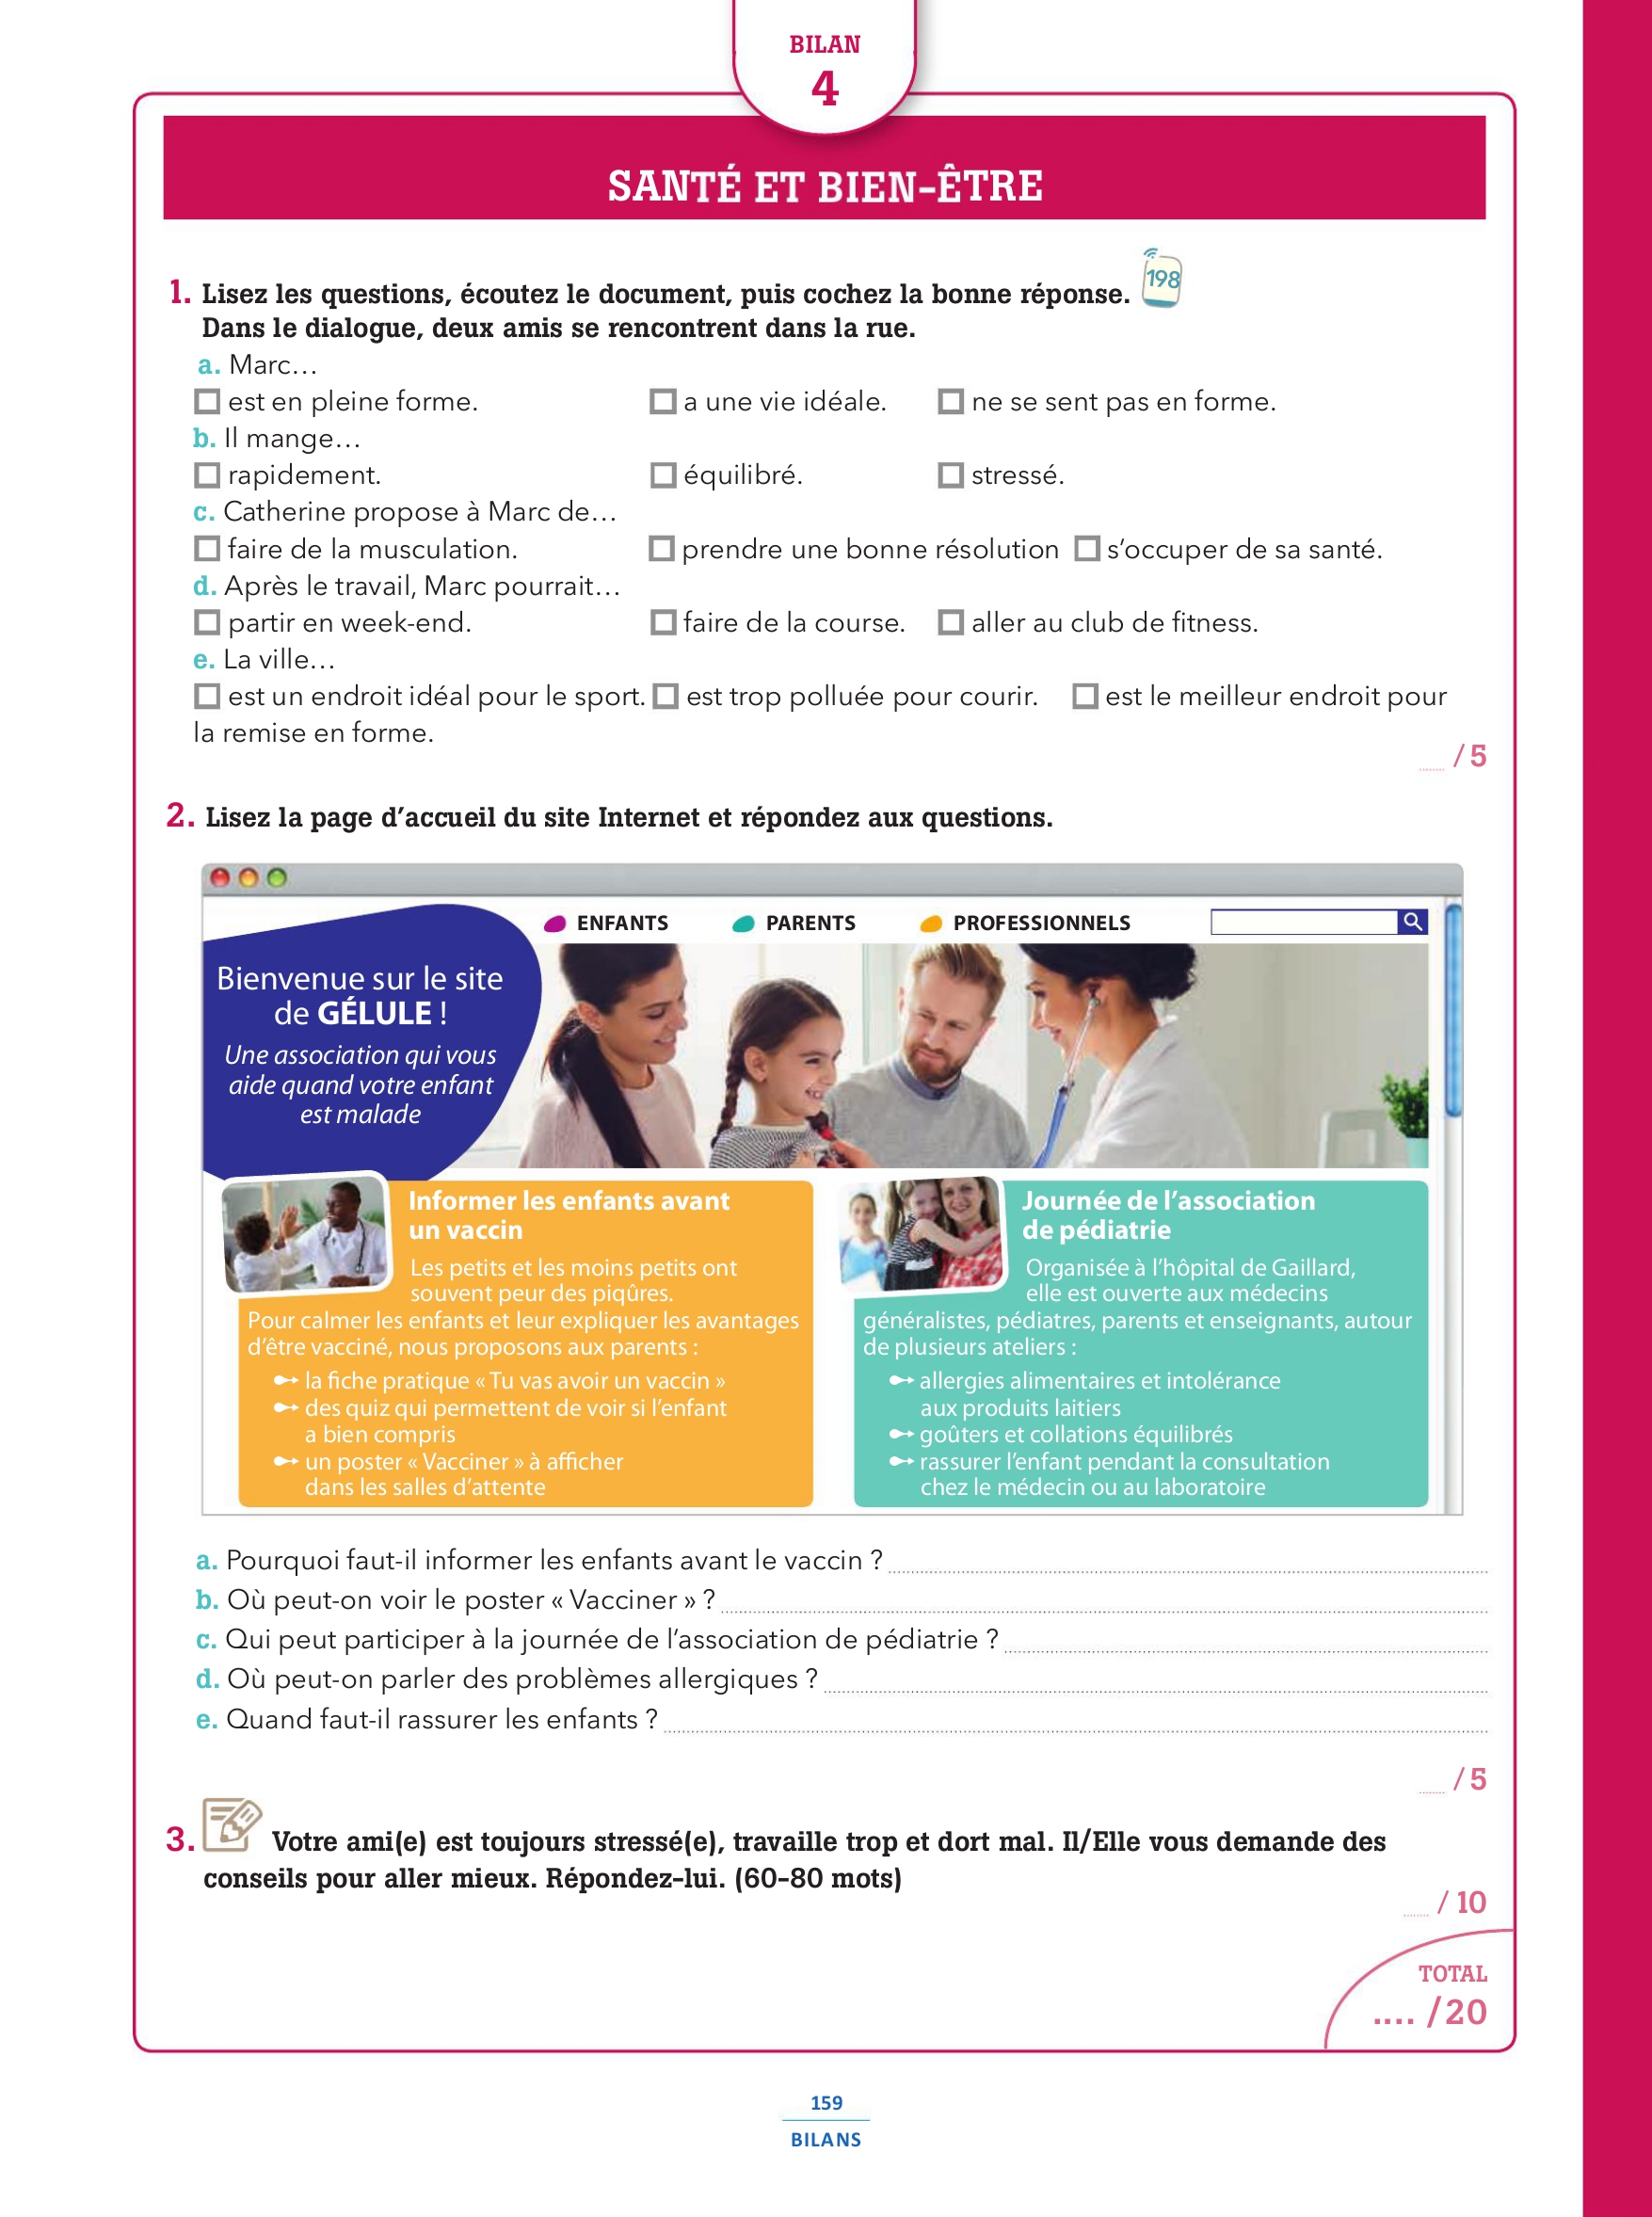 BILAN
4
SANTÉ ET BIEN-ÊTRE
198
1. Lisez les questions, écoutez le document, puis cochez la bonne réponse.
Dans le dialogue, deux amis se rencontrent dans la rue.
a. Marc…
est en pleine forme. a une vie idéale. ne se sent pas en forme.
b. Il mange…
rapidement. équilibré. stressé.
c. Catherine propose à Marc de…
faire de la musculation. prendre une bonne résolution s’occuper de sa santé.
d. Après le travail, Marc pourrait…
partir en week-end. faire de la course. aller au club de fitness.
e. La ville…
est un endroit idéal pour le sport. est trop polluée pour courir. est le meilleur endroit pour
la remise en forme.
/ 5
2. Lisez la page d’accueil du site Internet et répondez aux questions.
ENFANTS PARENTS PROFESSIONNELS
Bienvenue sur le site
de GÉLULE !
Une association qui vous
aide quand votre enfant
est malade
Informer les enfants avant
un vaccin
Les petits et les moins petits ont
souvent peur des piqûres.
Pour calmer les enfants et leur expliquer les avantages
d’être vacciné, nous proposons aux parents :
la fiche pratique « Tu vas avoir un vaccin »
des quiz qui permettent de voir si l’enfant
a bien compris
un poster « Vacciner » à afficher
dans les salles d’attente
Journée de l’association
de pédiatrie
Organisée à l’hôpital de Gaillard,
elle est ouverte aux médecins
généralistes, pédiatres, parents et enseignants, autour
de plusieurs ateliers :
allergies alimentaires et intolérance
aux produits laitiers
goûters et collations équilibrés
rassurer l’enfant pendant la consultation
chez le médecin ou au laboratoire
a. Pourquoi faut-il informer les enfants avant le vaccin ?
b. Où peut-on voir le poster « Vacciner » ?
c. Qui peut participer à la journée de l’association de pédiatrie ?
d. Où peut-on parler des problèmes allergiques ?
e. Quand faut-il rassurer les enfants ?
/ 5
3. Votre ami(e) est toujours stressé(e), travaille trop et dort mal. Il/Elle vous demande des
conseils pour aller mieux. Répondez-lui. (60-80 mots)
/ 10
TOTAL
.... /20
159
BILANS